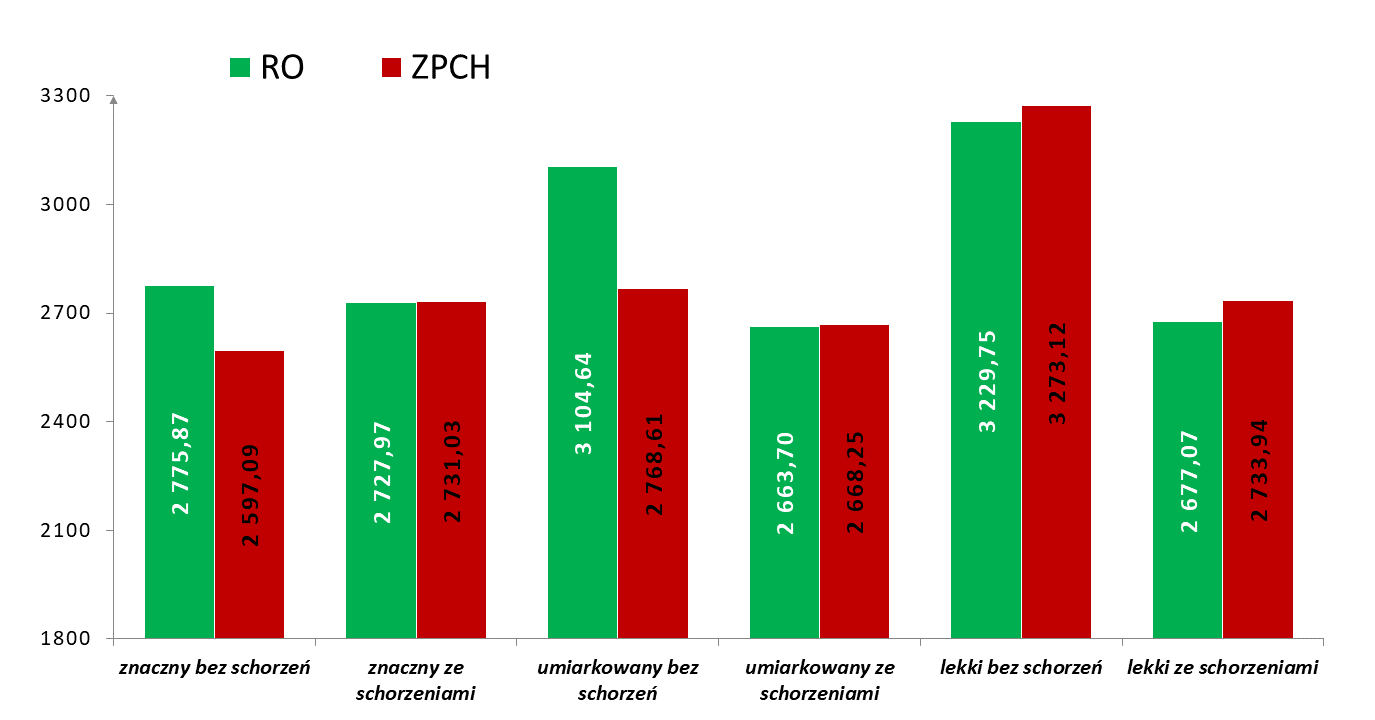 RO ZPCH
3300
3000
2700
2400
2100
1800
2 775,87
2 597,09
2 727,97
2 731,03
3 104,64
2 768,61
2 663,70
2 668,25
3 229,75
3 273,12
2 677,07
2 733,94
znaczny bez schorzeń
znaczny ze
schorzeniami
umiarkowany bez
schorzeń
umiarkowany ze
schorzeniami
lekki bez schorzeń
lekki ze schorzeniami